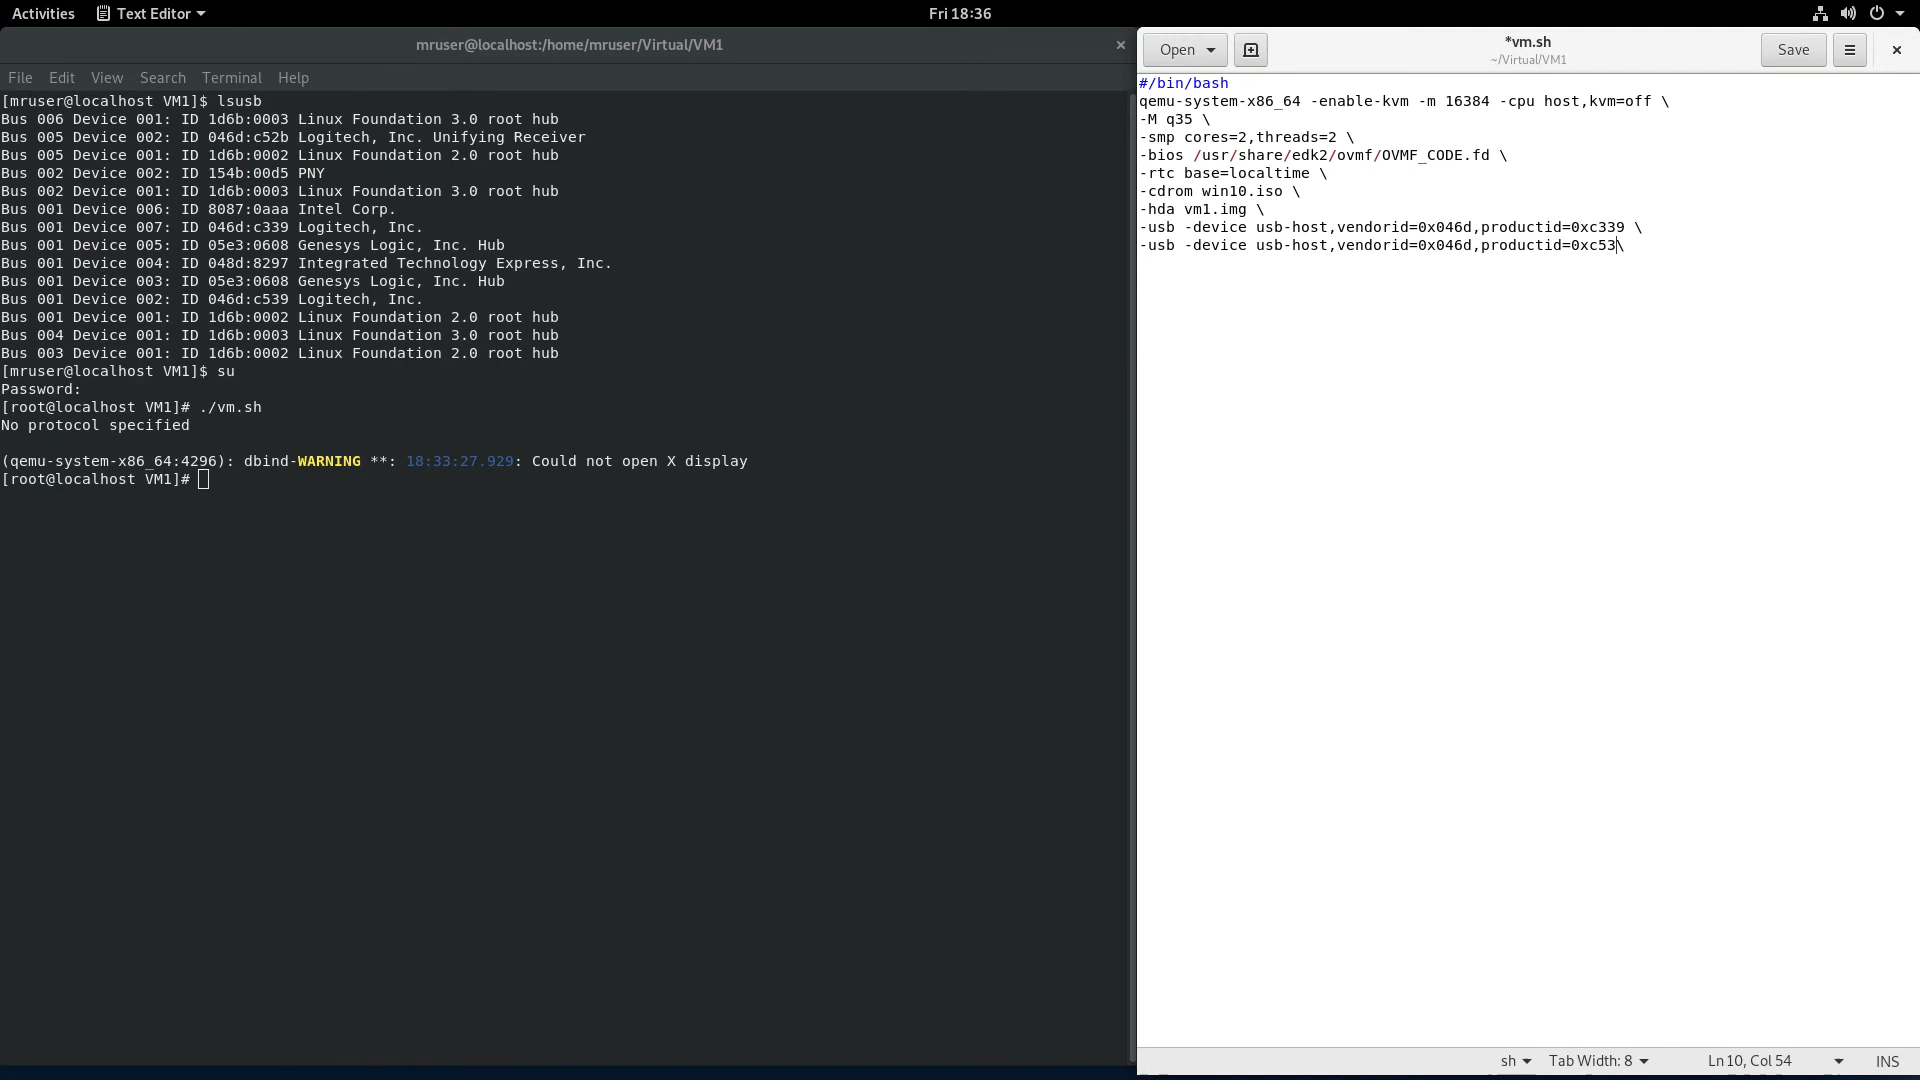 Activities Text Editor Fri 18:36
mruser@localhost:/home/mruser/Virtual/VM1
File Edit View Search Terminal Help
[mruser@localhost VM1]$ lsusb
Bus 006 Device 001: ID 1d6b:0003 Linux Foundation 3.0 root hub
Bus 005 Device 002: ID 046d:c52b Logitech, Inc. Unifying Receiver
Bus 005 Device 001: ID 1d6b:0002 Linux Foundation 2.0 root hub
Bus 002 Device 002: ID 154b:00d5 PNY
Bus 002 Device 001: ID 1d6b:0003 Linux Foundation 3.0 root hub
Bus 001 Device 006: ID 8087:0aaa Intel Corp.
Bus 001 Device 007: ID 046d:c339 Logitech, Inc.
Bus 001 Device 005: ID 05e3:0608 Genesys Logic, Inc. Hub
Bus 001 Device 004: ID 048d:8297 Integrated Technology Express, Inc.
Bus 001 Device 003: ID 05e3:0608 Genesys Logic, Inc. Hub
Bus 001 Device 002: ID 046d:c539 Logitech, Inc.
Bus 001 Device 001: ID 1d6b:0002 Linux Foundation 2.0 root hub
Bus 004 Device 001: ID 1d6b:0003 Linux Foundation 3.0 root hub
Bus 003 Device 001: ID 1d6b:0002 Linux Foundation 2.0 root hub
[mruser@localhost VM1]$ su
Password:
[root@localhost VM1]# ./vm.sh
No protocol specified
(qemu-system-x86_64:4296): dbind-WARNING **: 18:33:27.929: Could not open X display
[root@localhost VM1]#
Open *vm.sh Save
~/Virtual/VM1
#/bin/bash
qemu-system-x86_64 -enable-kvm -m 16384 -cpu host,kvm=off \
-M q35 \
-smp cores=2,threads=2 \
-bios /usr/share/edk2/ovmf/OVMF_CODE.fd \
-rtc base=localtime \
-cdrom win10.iso \
-hda vm1.img \
-usb -device usb-host,vendorid=0x046d,productid=0xc339 \
-usb -device usb-host,vendorid=0x046d,productid=0xc53\
sh Tab Width: 8 Ln 10, Col 54 INS